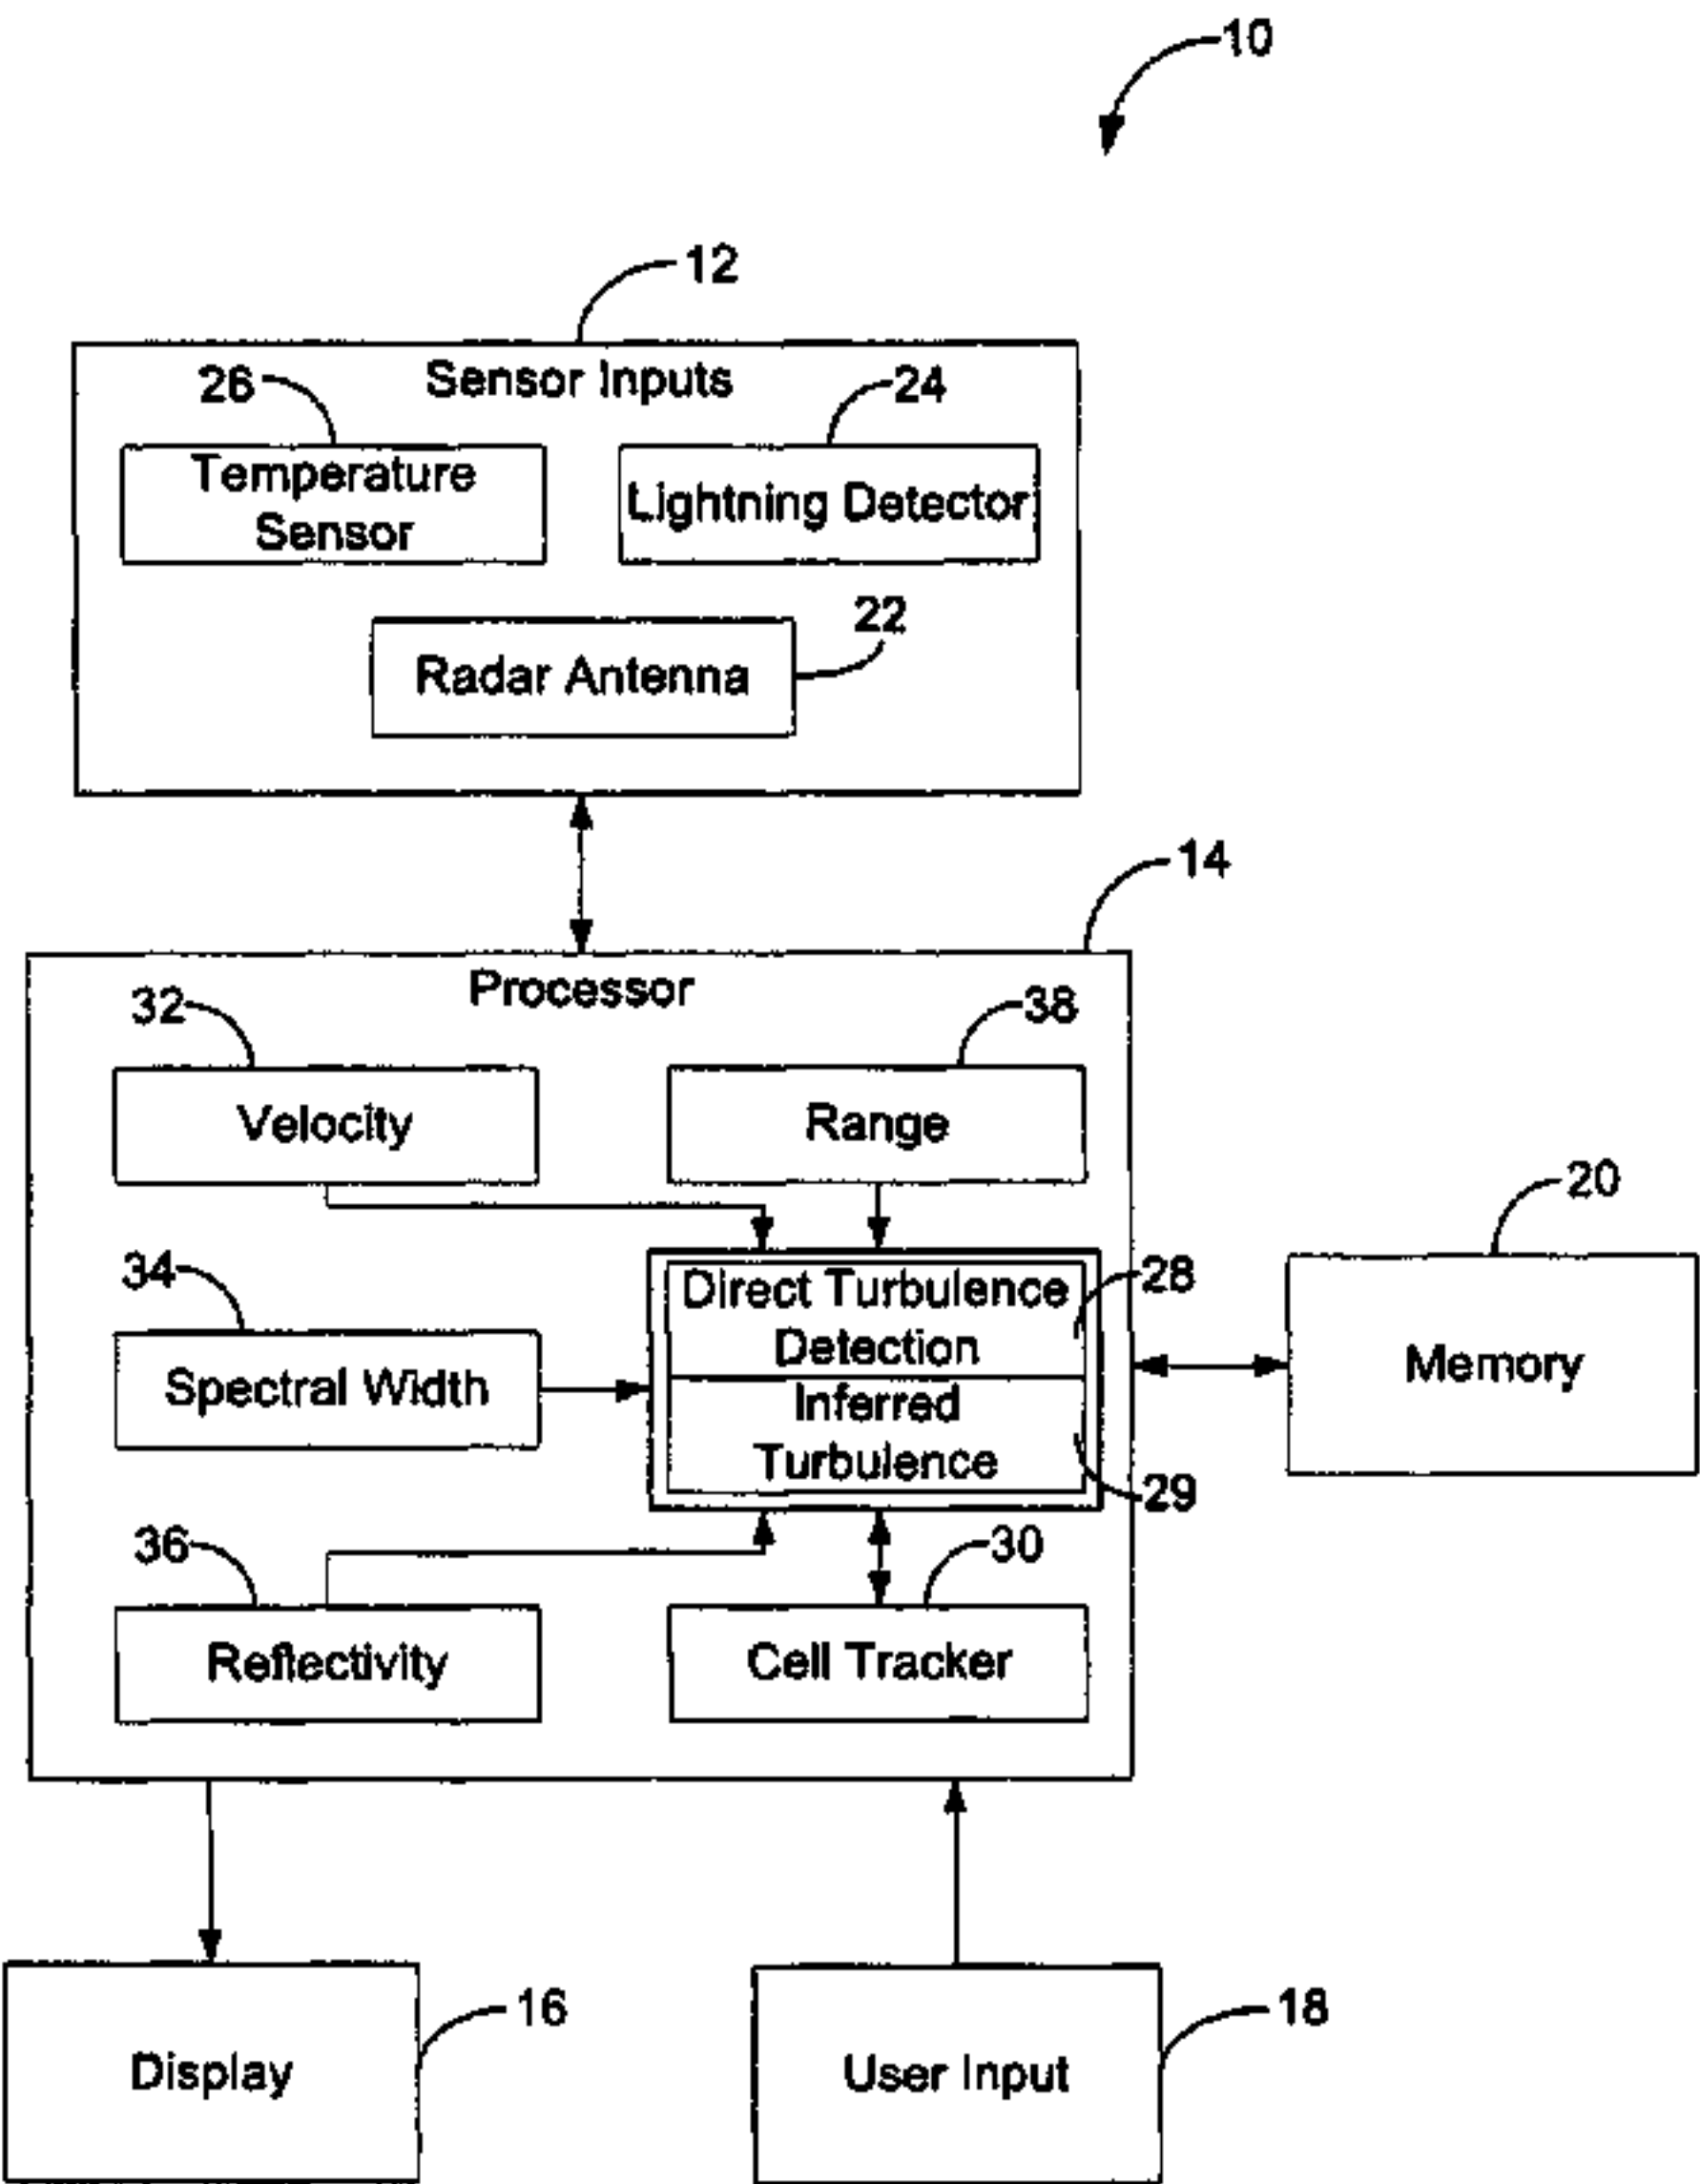 10
12
Sensor Inputs
26
24
Temperature
Sensor
Lightning Detector
22
Radar Antenna
14
Processor
32
38
Velocity
Range
20
34
28
Direct Turbulence
Detection
Memory
Spectral Width
Inferred
Turbulence
29
36
30
Reflectivity
Cell Tracker
16
18
Display
User Input